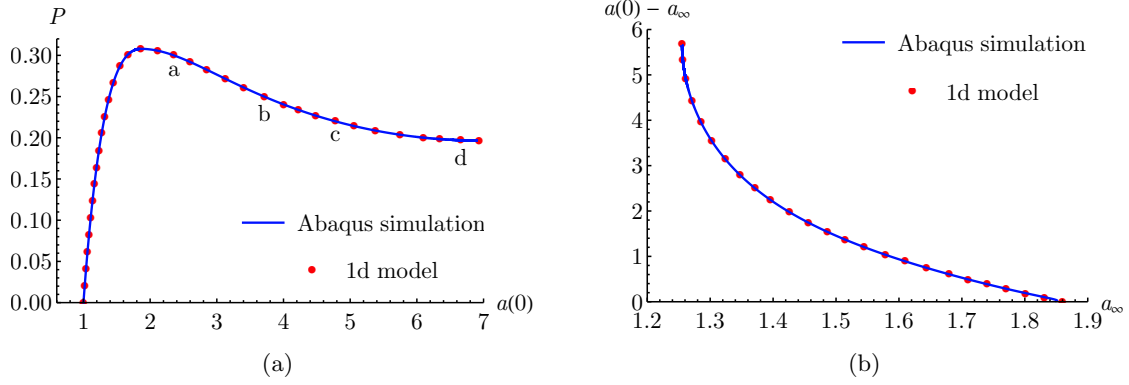 P
0.30
0.25
0.20
0.15
0.10
0.05
0.00
a
b
c
d
Abaqus simulation
1d model
1 2 3 4 5 6 7 a(0)
(a)
a(0) − a∞
6
5
4
3
2
1
0
Abaqus simulation
1d model
1.2 1.3 1.4 1.5 1.6 1.7 1.8 1.9 a∞
(b)